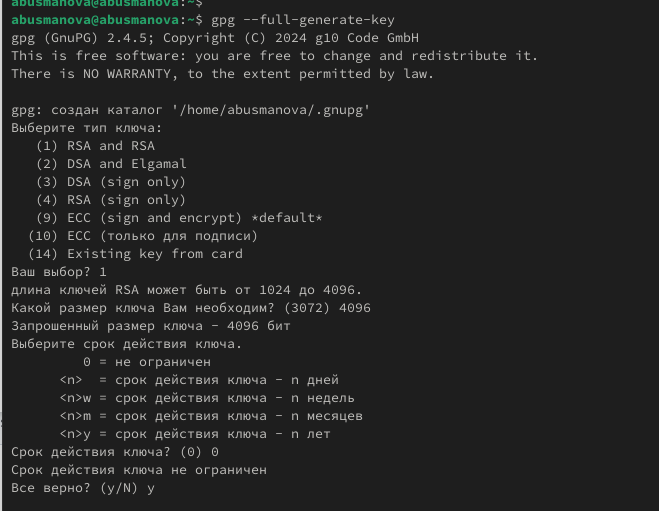 abusmanova@abusmanova:~$
abusmanova@abusmanova:~$ gpg --full-generate-key
gpg (GnuPG) 2.4.5; Copyright (C) 2024 g10 Code GmbH
This is free software: you are free to change and redistribute it.
There is NO WARRANTY, to the extent permitted by law.

gpg: создан каталог '/home/abusmanova/.gnupg'
Выберите тип ключа:
   (1) RSA and RSA
   (2) DSA and Elgamal
   (3) DSA (sign only)
   (4) RSA (sign only)
   (9) ECC (sign and encrypt) *default*
  (10) ECC (только для подписи)
  (14) Existing key from card
Ваш выбор? 1
длина ключей RSA может быть от 1024 до 4096.
Какой размер ключа Вам необходим? (3072) 4096
Запрошенный размер ключа - 4096 бит
Выберите срок действия ключа.
         0 = не ограничен
      <n>  = срок действия ключа - n дней
      <n>w = срок действия ключа - n недель
      <n>m = срок действия ключа - n месяцев
      <n>y = срок действия ключа - n лет
Срок действия ключа? (0) 0
Срок действия ключа не ограничен
Все верно? (y/N) y